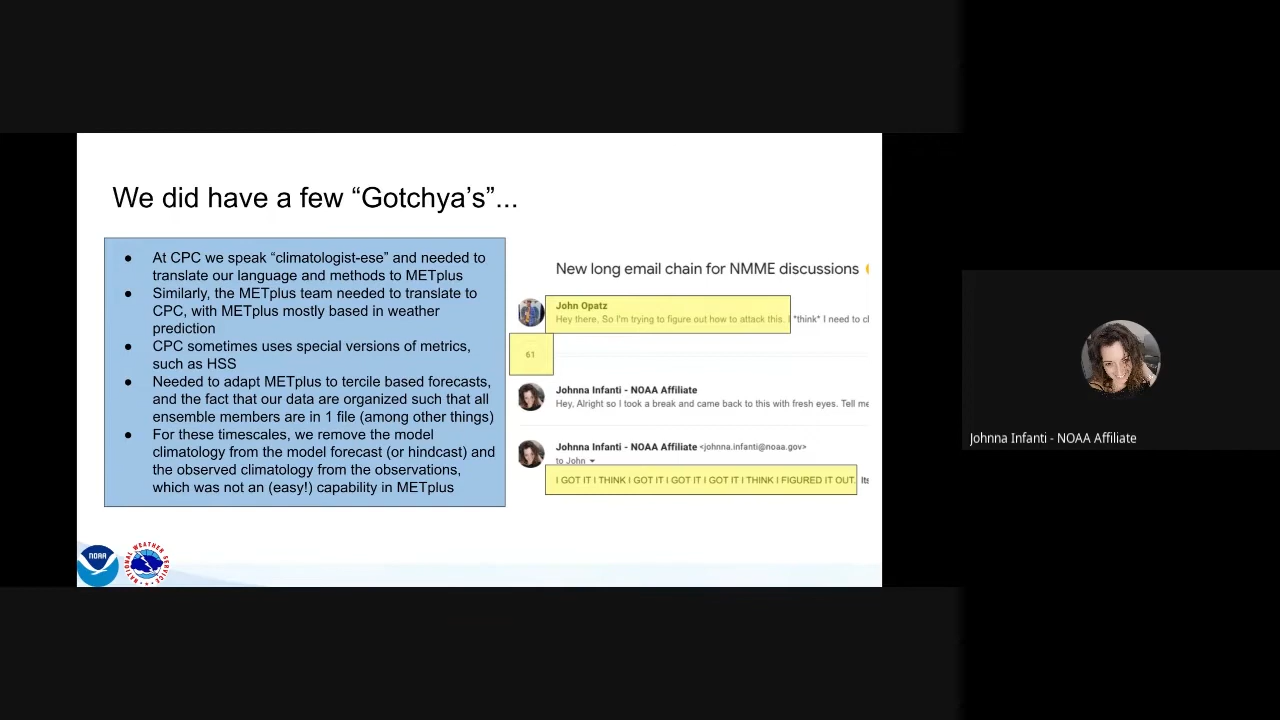 We did have a few “Gotchya’s”...
● At CPC we speak “climatologist-ese” and needed to
translate our language and methods to METplus
● Similarly, the METplus team needed to translate to
CPC, with METplus mostly based in weather
prediction
● CPC sometimes uses special versions of metrics,
such as HSS
● Needed to adapt METplus to tercile based forecasts,
and the fact that our data are organized such that all
ensemble members are in 1 file (among other things)
● For these timescales, we remove the model
climatology from the model forecast (or hindcast) and
the observed climatology from the observations,
which was not an (easy!) capability in METplus
New long email chain for NMME discussions
John Opatz
Hey there, So I'm trying to figure out how to attack this. I *think* I need to cl
61
Johnna Infanti - NOAA Affiliate
Hey, Alright so I took a break and came back to this with fresh eyes. Tell me
Johnna Infanti - NOAA Affiliate <johnna.infanti@noaa.gov>
to John
I GOT IT I THINK I GOT IT I GOT IT I GOT IT I THINK I FIGURED IT OUT. Its
NOAA
NATIONAL WEATHER SERVICE
Johnna Infanti - NOAA Affiliate